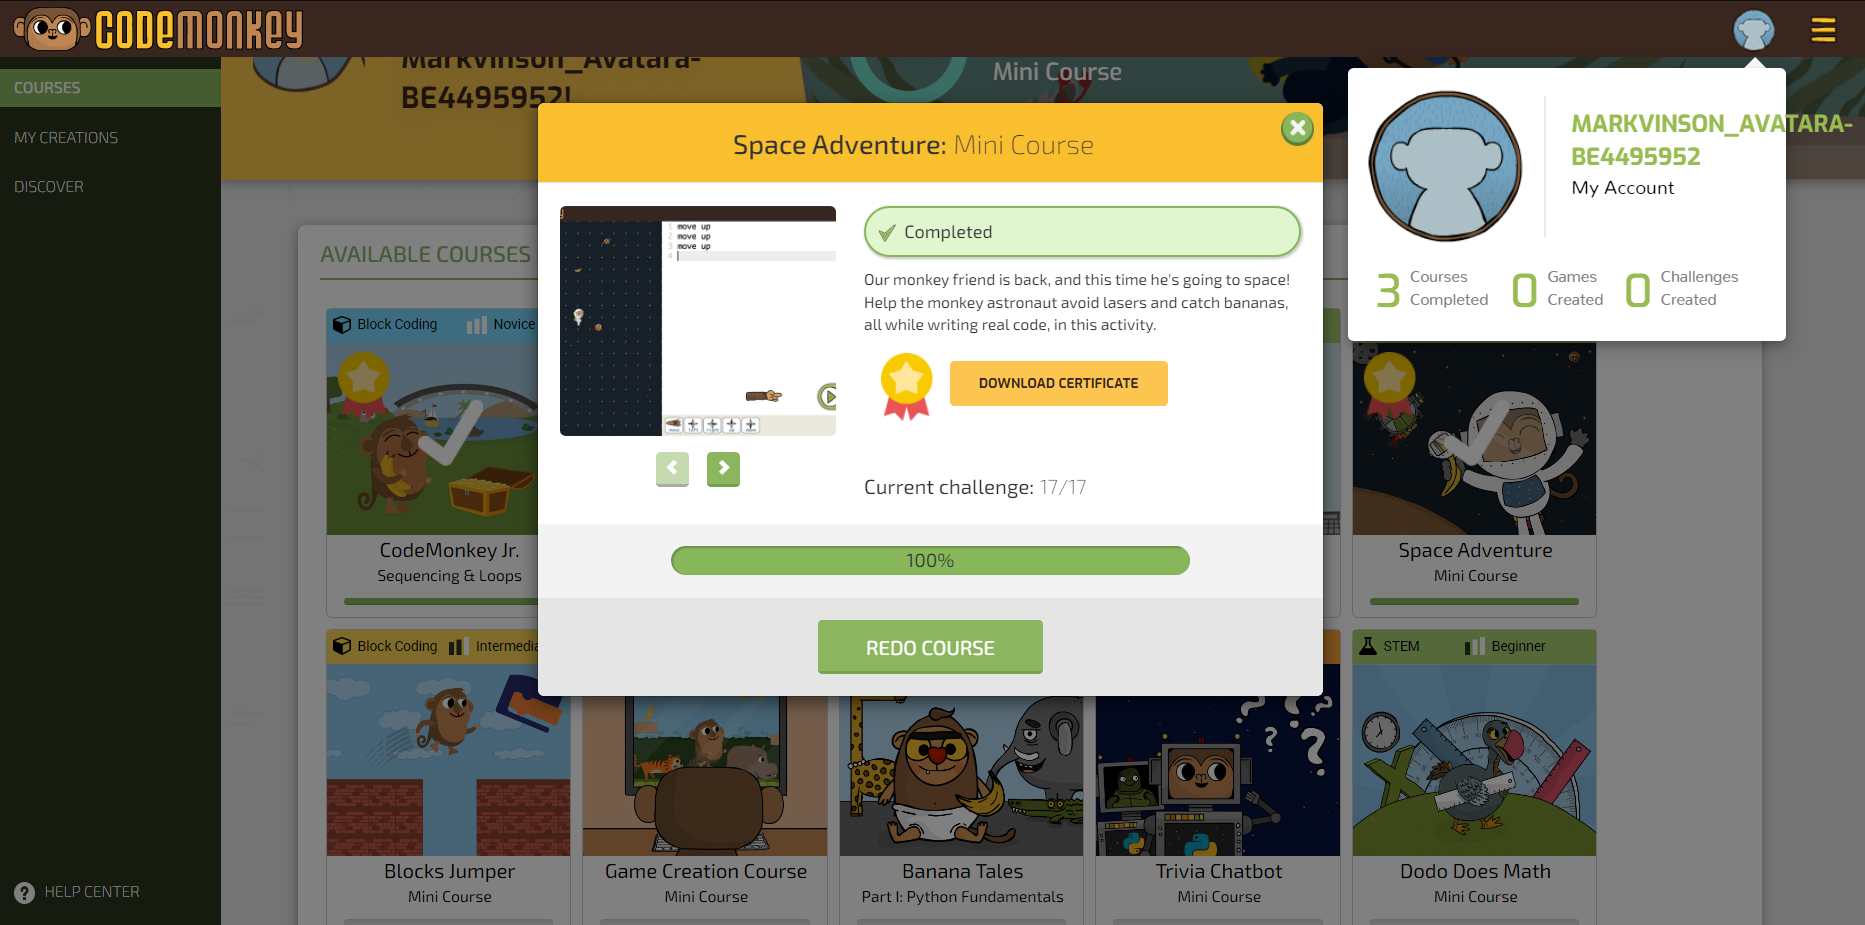 CODEMONKEY
COURSES
MY CREATIONS
DISCOVER
HELP CENTER
Markvinson_Avatara-
BE4495952!
Mini Course
AVAILABLE COURSES
Space Adventure: Mini Course
1 move up
2 move up
3 move up
4
Completed
Our monkey friend is back, and this time he's going to space!
Help the monkey astronaut avoid lasers and catch bananas,
all while writing real code, in this activity.
DOWNLOAD CERTIFICATE
Current challenge: 17/17
100%
REDO COURSE
MARKVINSON_AVATARA-
BE4495952
My Account
3 Courses
Completed
0 Games
Created
0 Challenges
Created
Block Coding Novice
CodeMonkey Jr.
Sequencing & Loops
Space Adventure
Mini Course
Block Coding Intermedia
Blocks Jumper
Mini Course
Game Creation Course
Mini Course
Banana Tales
Part I: Python Fundamentals
Trivia Chatbot
Mini Course
STEM Beginner
Dodo Does Math
Mini Course